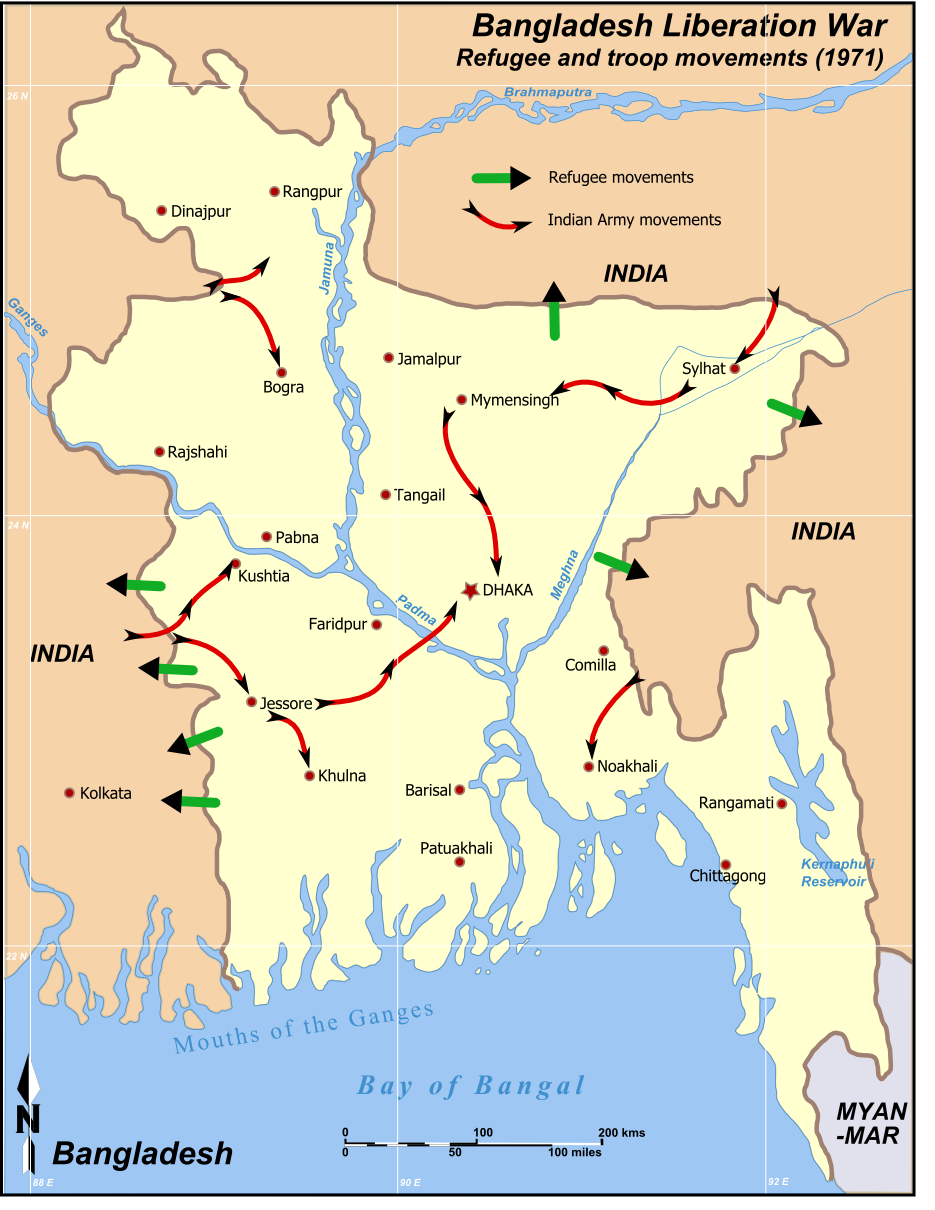 Bangladesh Liberation War
Refugee and troop movements (1971)
26 N
Brahmaputra
Refugee movements
Indian Army movements
Rangpur
Dinajpur
Jamuna
INDIA
Ganges
Jamalpur
Sylhat
Bogra
Mymensingh
Rajshahi
Tangail
24 N
INDIA
Pabna
Kushtia
Meghna
DHAKA
Padma
Faridpur
INDIA
Comilla
Jessore
Khulna
Noakhali
Kolkata
Barisal
Rangamati
Patuakhali
Chittagong
Kernaphuli
Reservoir
22 N
Mouths of the Ganges
Bay of Bangal
MYAN
-MAR
N
Bangladesh
0 100 200 kms
0 50 100 miles
88 E
90 E
92 E